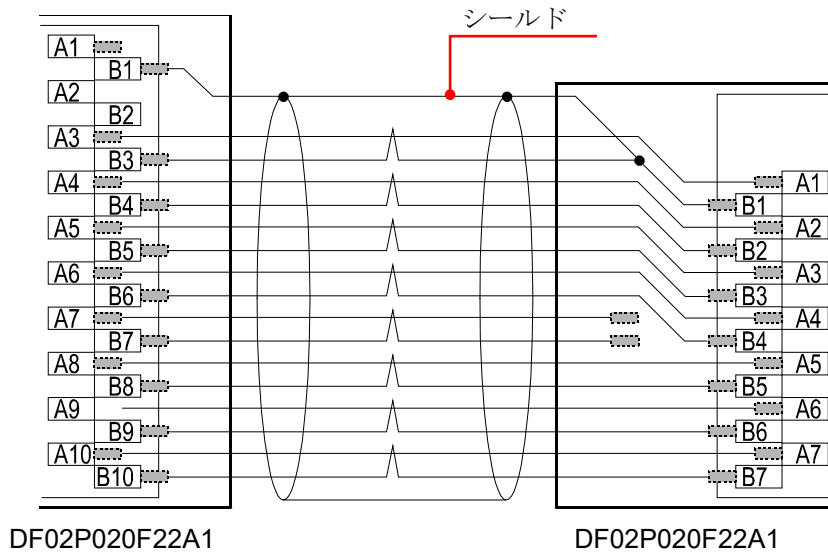 シールド
A1
B1
A2
B2
A3
B3
A4
B4
A5
B5
A6
B6
A7
B7
A8
B8
A9
B9
A10
B10
A1
B1
A2
B2
A3
B3
A4
B4
A5
B5
A6
B6
A7
B7
DF02P020F22A1
DF02P020F22A1